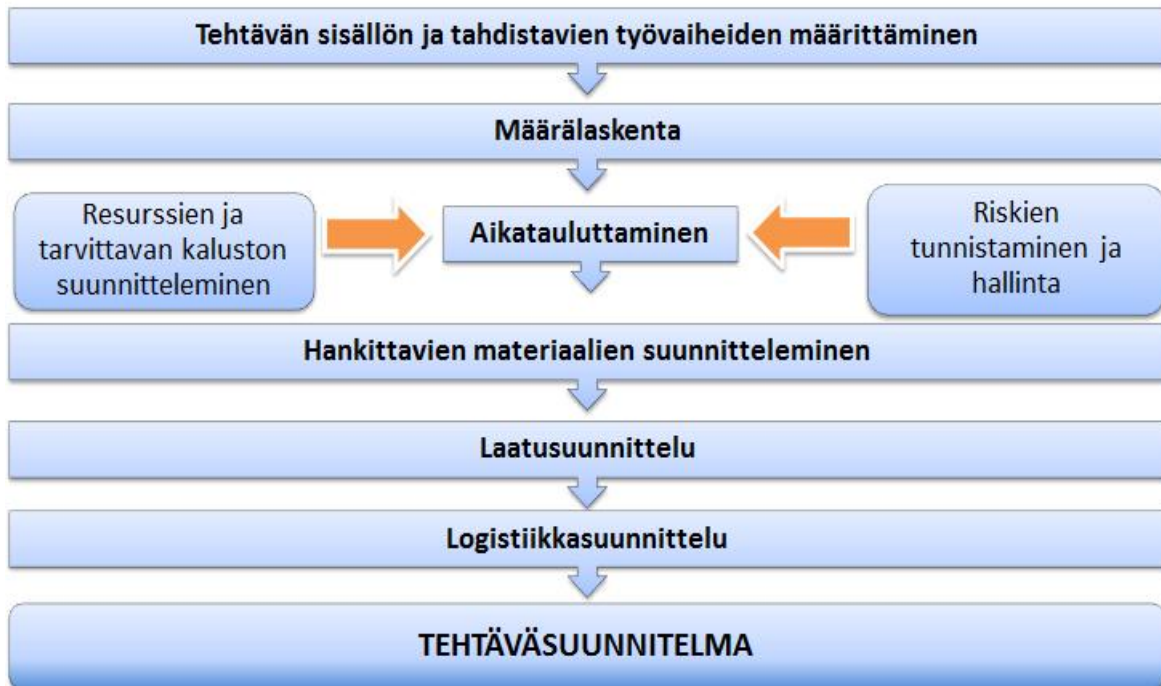 Tehtävän sisällön ja tahdistavien työvaiheiden määrittäminen
Määrälaskenta
Resurssien ja
tarvittavan kaluston
suunnitteleminen
Aikatauluttaminen
Riskien
tunnistaminen ja
hallinta
Hankittavien materiaalien suunnitteleminen
Laatusuunnittelu
Logistiikkasuunnittelu
TEHTÄVÄSUUNNITELMA